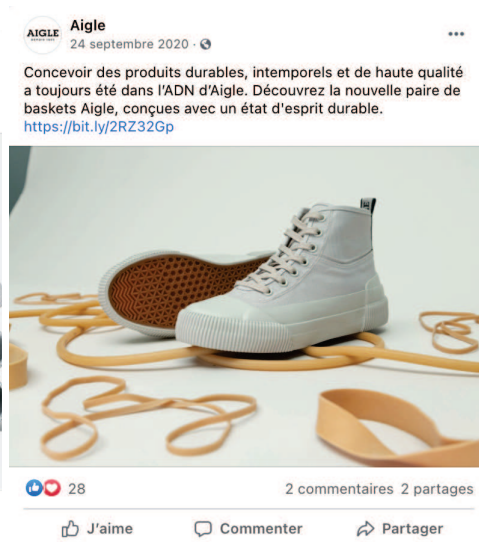 AIGLE
Aigle
24 septembre 2020 ·
Concevoir des produits durables, intemporels et de haute qualité
a toujours été dans l'ADN d'Aigle. Découvrez la nouvelle paire de
baskets Aigle, conçues avec un état d'esprit durable.
https://bit.ly/2RZ32Gp
28
2 commentaires 2 partages
J'aime
Commenter
Partager